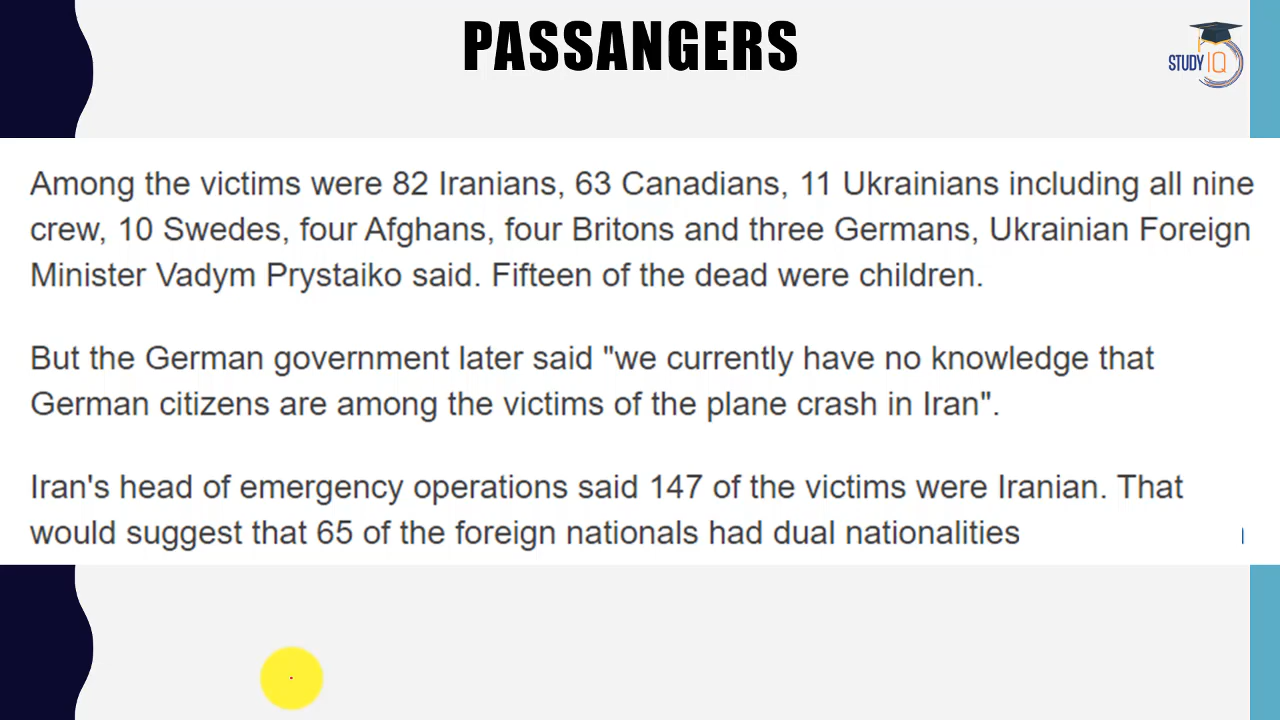 PASSANGERS
STUDY IQ
Among the victims were 82 Iranians, 63 Canadians, 11 Ukrainians including all nine
crew, 10 Swedes, four Afghans, four Britons and three Germans, Ukrainian Foreign
Minister Vadym Prystaiko said. Fifteen of the dead were children.
But the German government later said "we currently have no knowledge that
German citizens are among the victims of the plane crash in Iran".
Iran's head of emergency operations said 147 of the victims were Iranian. That
would suggest that 65 of the foreign nationals had dual nationalities